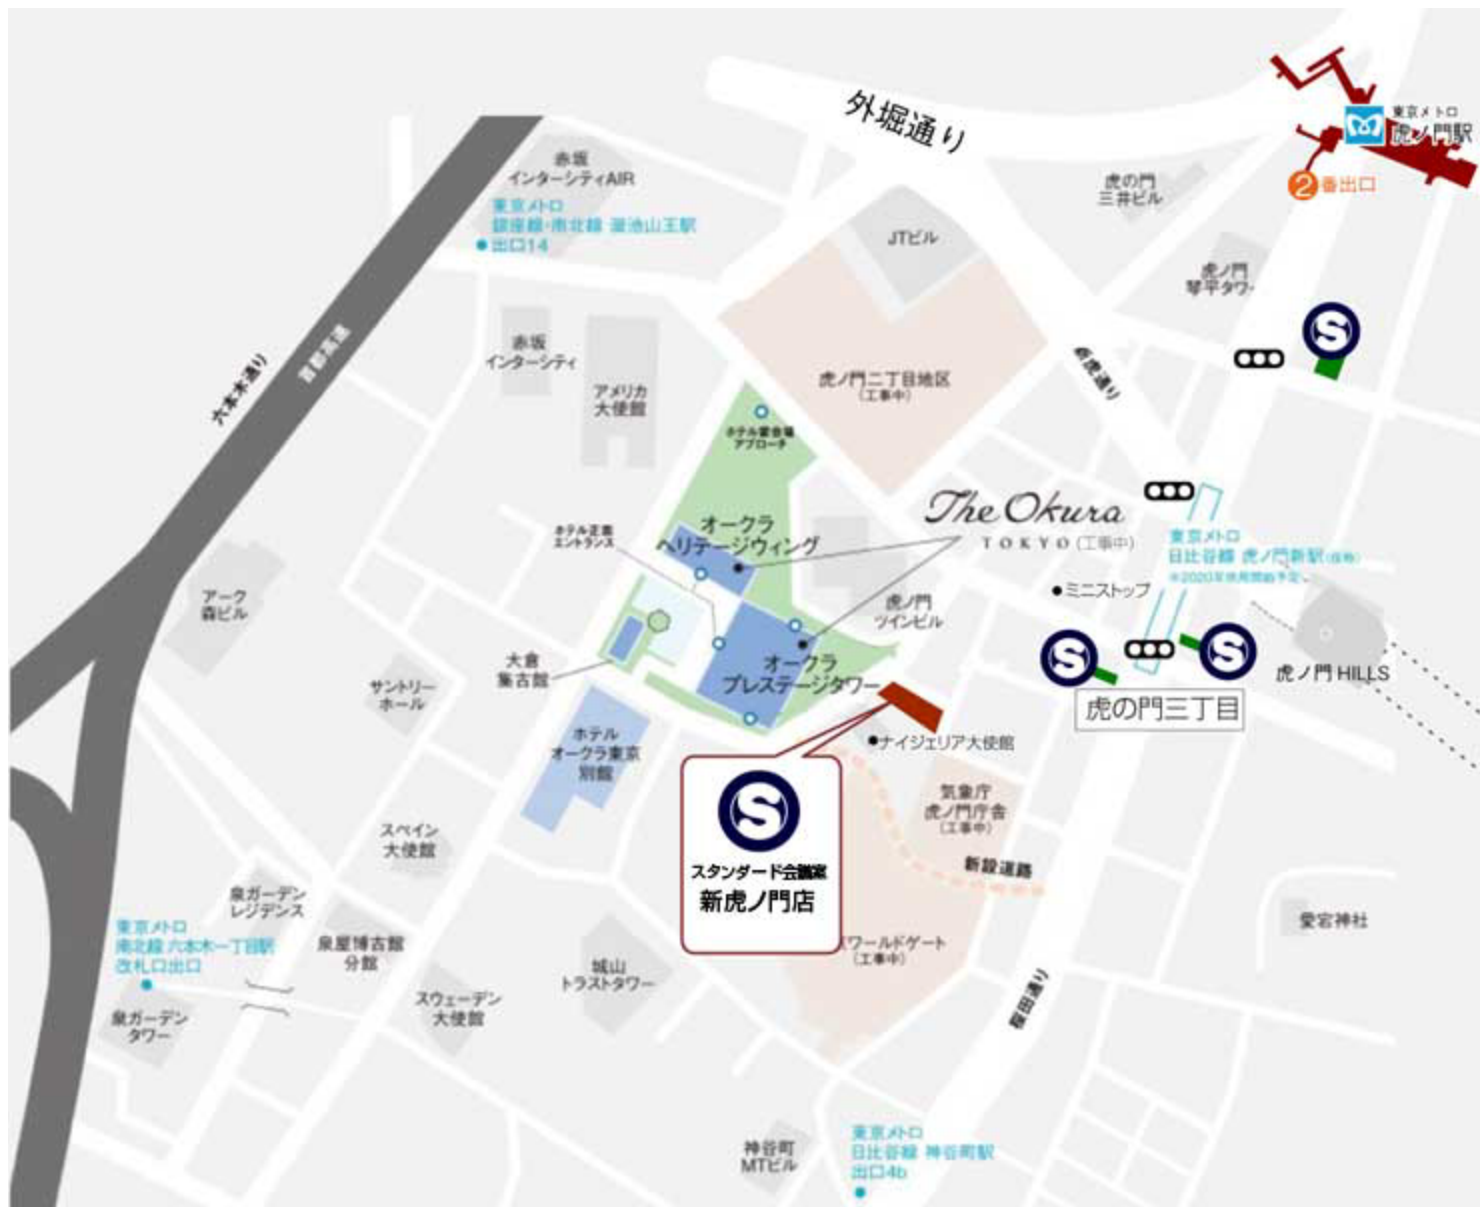 外堀通り
東京メトロ
虎ノ門駅
2番出口
赤坂
インターシティAIR
東京メトロ
銀座線・南北線 溜池山王駅
出口14
虎の門
三井ビル
JTビル
虎ノ門
琴平タワー
S
六本木通り
首都高速
赤坂
インターシティ
アメリカ
大使館
虎ノ門二丁目地区
(工事中)
新虎通り
ホテル宴会場
アプローチ
The Okura
TOKYO (工事中)
オークラ
ヘリテージウィング
ホテル正面
エントランス
東京メトロ
日比谷線 虎ノ門新駅(仮称)
※2020年供用開始予定
ミニストップ
アーク
森ビル
虎ノ門
ツインビル
S
S
虎ノ門 HILLS
大倉
集古館
オークラ
プレステージタワー
サントリー
ホール
虎の門三丁目
ホテル
オークラ東京
別館
ナイジェリア大使館
S
スタンダード会議室
新虎ノ門店
気象庁
虎ノ門庁舎
(工事中)
スペイン
大使館
新設道路
泉ガーデン
レジデンス
愛宕神社
東京メトロ
南北線 六本木一丁目駅
改札口出口
泉屋博古館
分館
ワールドゲート
(工事中)
城山
トラストタワー
スウェーデン
大使館
桜田通り
泉ガーデン
タワー
神谷町
MTビル
東京メトロ
日比谷線 神谷町駅
出口4b